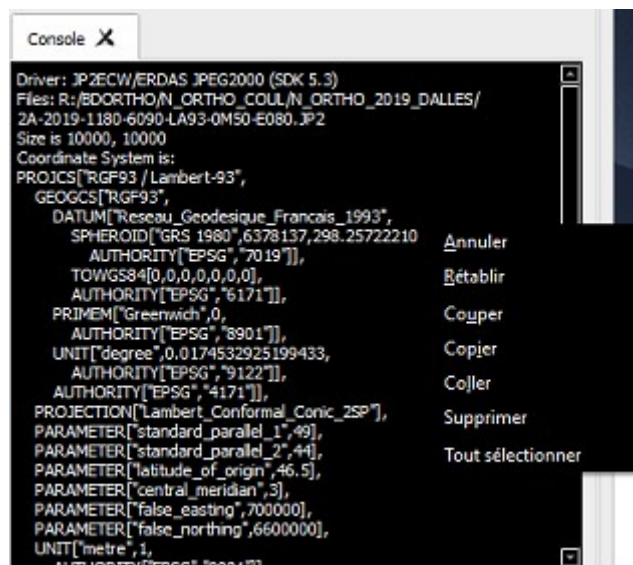 Console X
Driver: JP2ECW/ERDAS JPEG2000 (SDK 5.3)
Files: R:/BDORTHO/N_ORTHO_COUL/N_ORTHO_2019_DALLES/
2A-2019-1180-6090-LA93-0M50-E080.JP2
Size is 10000, 10000
Coordinate System is:
PROJCS["RGF93 / Lambert-93",
GEOGCS["RGF93",
DATUM["Reseau_Geodesique_Francais_1993",
SPHEROID["GRS 1980",6378137,298.25722210
AUTHORITY["EPSG","7019"]],
TOWGS84[0,0,0,0,0,0,0],
AUTHORITY["EPSG","6171"]],
PRIMEM["Greenwich",0,
AUTHORITY["EPSG","8901"]],
UNIT["degree",0.0174532925199433,
AUTHORITY["EPSG","9122"]],
AUTHORITY["EPSG","4171"]],
PROJECTION["Lambert_Conformal_Conic_2SP"],
PARAMETER["standard_parallel_1",49],
PARAMETER["standard_parallel_2",44],
PARAMETER["latitude_of_origin",46.5],
PARAMETER["central_meridian",3],
PARAMETER["false_easting",700000],
PARAMETER["false_northing",6600000],
UNIT["metre",1,
Annuler
Rétablir
Couper
Copier
Coller
Supprimer
Tout sélectionner